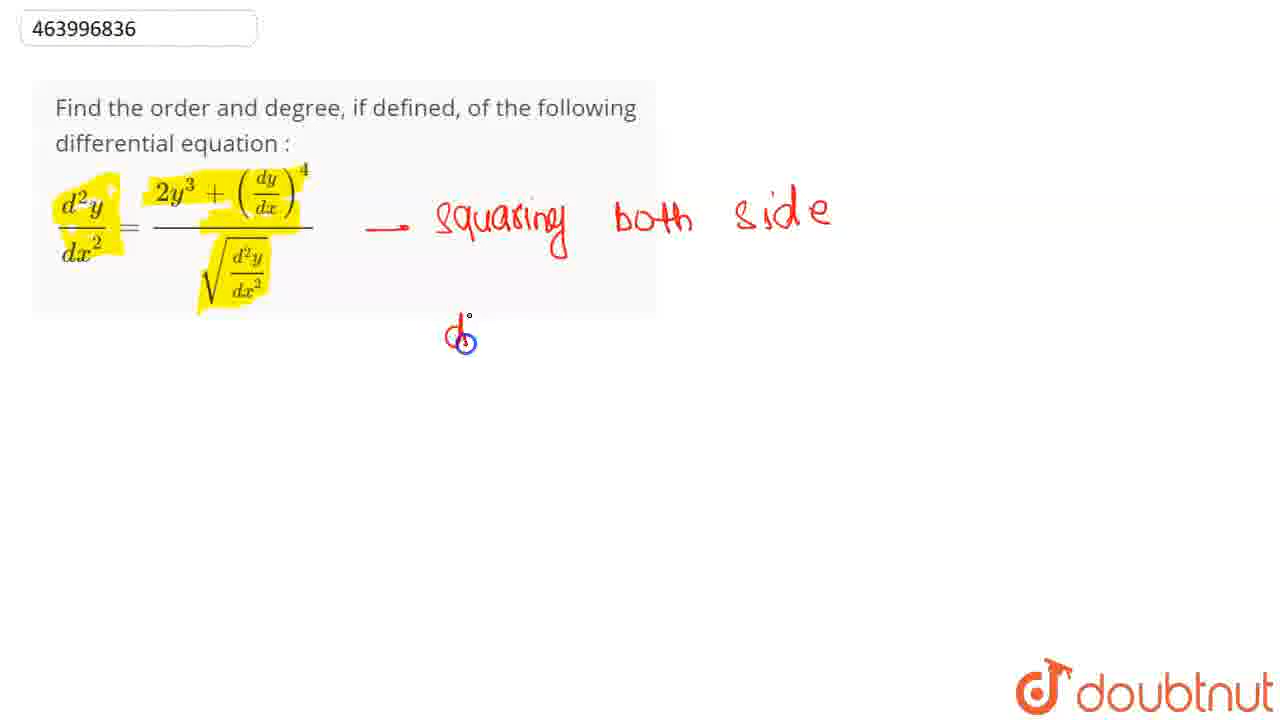 463996836
Find the order and degree, if defined, of the following
differential equation :
d²y/dx² = (2y³ + (dy/dx)⁴)/√(d²y/dx²) — squaring both side
d
doubtnut